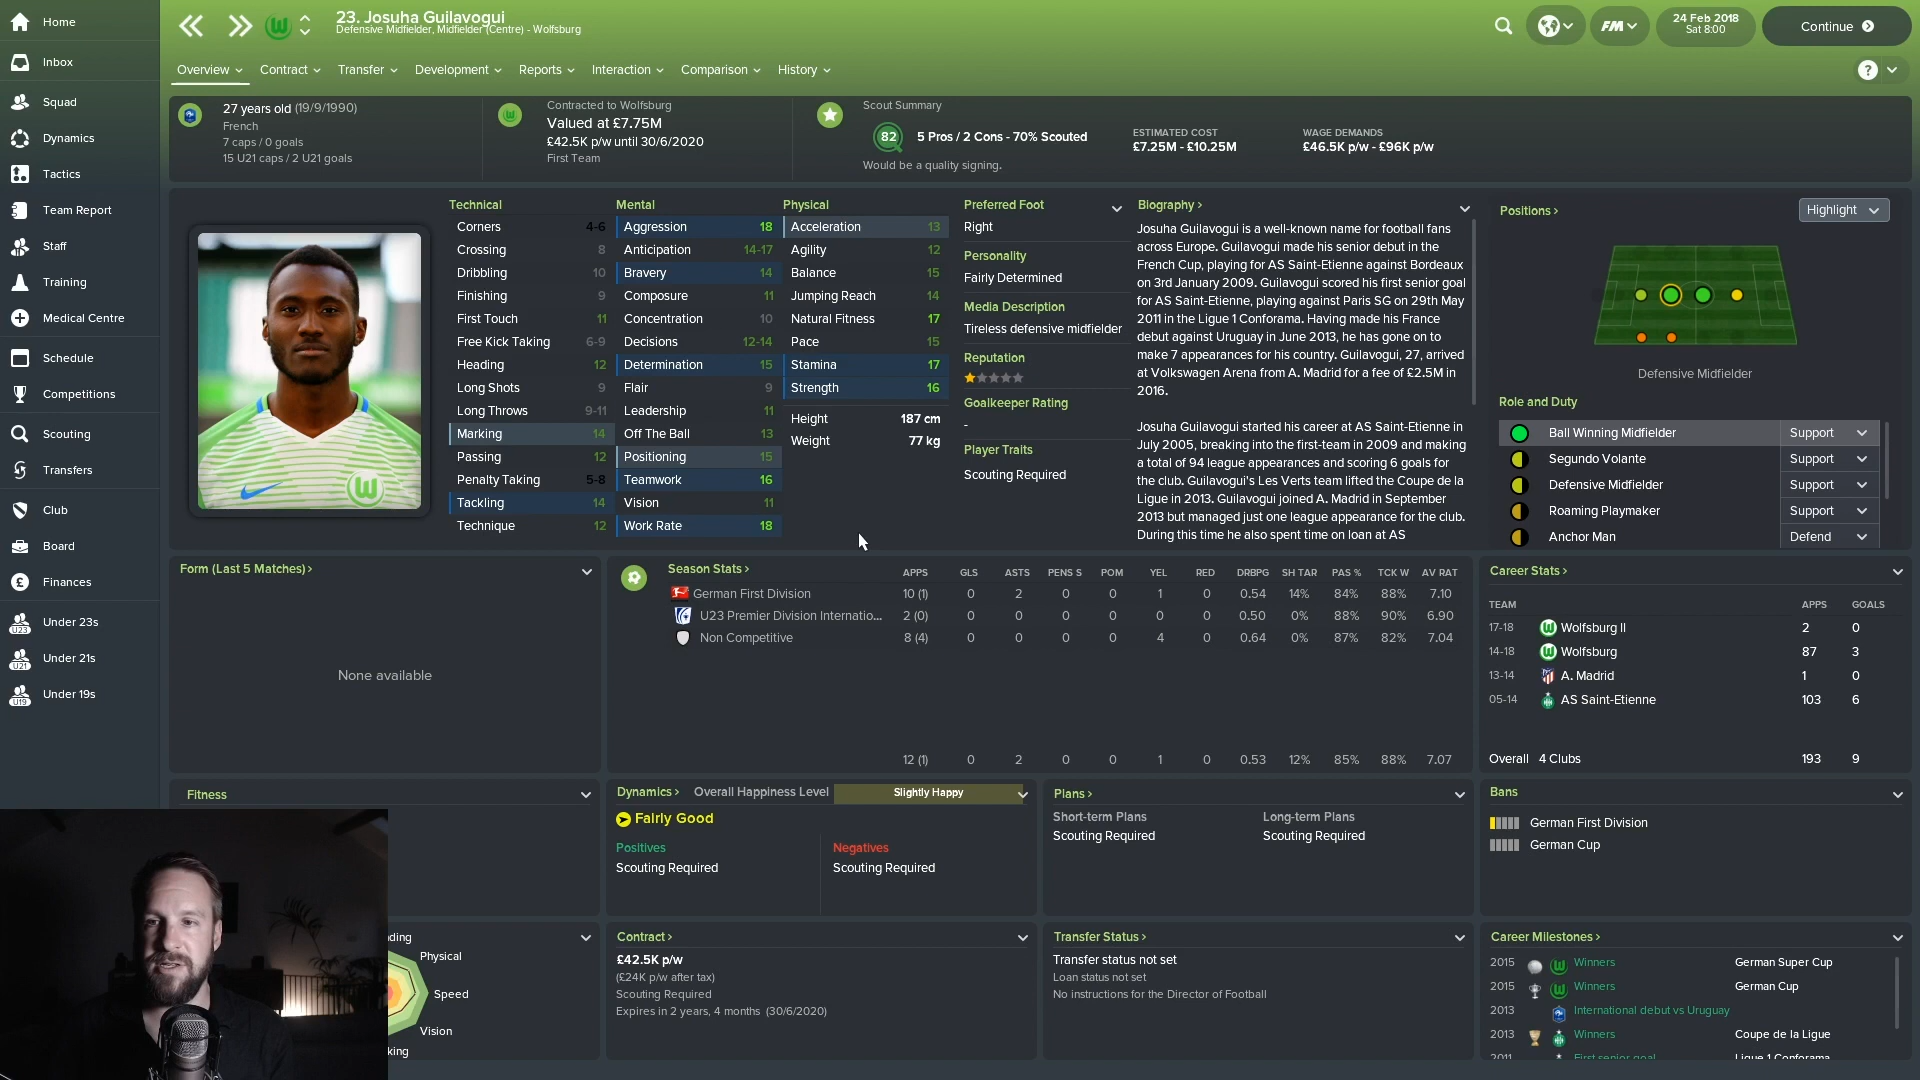 Home
Inbox
Squad
Dynamics
Tactics
Team Report
Staff
Training
Medical Centre
Schedule
Competitions
Scouting
Transfers
Club
Board
Finances
Under 23s
Under 21s
Under 19s
23. Josuha Guilavogui
Defensive Midfielder, Midfielder (Centre) - Wolfsburg
FM
24 Feb 2018
Sat 8:00
Continue
Overview Contract Transfer Development Reports Interaction Comparison History
?
27 years old (19/9/1990)
French
7 caps / 0 goals
15 U21 caps / 2 U21 goals
Contracted to Wolfsburg
Valued at £7.75M
£42.5K p/w until 30/6/2020
First Team
Scout Summary
82 5 Pros / 2 Cons - 70% Scouted
Would be a quality signing.
ESTIMATED COST
£7.25M - £10.25M
WAGE DEMANDS
£46.5K p/w - £96K p/w
Technical
Corners 4-6
Crossing 8
Dribbling 10
Finishing 9
First Touch 11
Free Kick Taking 6-9
Heading 12
Long Shots 9
Long Throws 9-11
Marking 14
Passing 12
Penalty Taking 5-8
Tackling 14
Technique 12
Mental
Aggression 18
Anticipation 14-17
Bravery 14
Composure 11
Concentration 10
Decisions 12-14
Determination 15
Flair 9
Leadership 11
Off The Ball 13
Positioning 15
Teamwork 16
Vision 11
Work Rate 18
Physical
Acceleration 13
Agility 12
Balance 15
Jumping Reach 14
Natural Fitness 17
Pace 15
Stamina 17
Strength 16
Height 187 cm
Weight 77 kg
Preferred Foot
Right
Personality
Fairly Determined
Media Description
Tireless defensive midfielder
Reputation
Goalkeeper Rating
-
Player Traits
Scouting Required
Biography >
Josuha Guilavogui is a well-known name for football fans
across Europe. Guilavogui made his senior debut in the
French Cup, playing for AS Saint-Etienne against Bordeaux
on 3rd January 2009. Guilavogui scored his first senior goal
for AS Saint-Etienne, playing against Paris SG on 29th May
2011 in the Ligue 1 Conforama. Having made his France
debut against Uruguay in June 2013, he has gone on to
make 7 appearances for his country. Guilavogui, 27, arrived
at Volkswagen Arena from A. Madrid for a fee of £2.5M in
2016.
Josuha Guilavogui started his career at AS Saint-Etienne in
July 2005, breaking into the first-team in 2009 and making
a total of 94 league appearances and scoring 6 goals for
the club. Guilavogui's Les Verts team lifted the Coupe de la
Ligue in 2013. Guilavogui joined A. Madrid in September
2013 but managed just one league appearance for the club.
During this time he also spent time on loan at AS
Positions >
Highlight
Defensive Midfielder
Role and Duty
Ball Winning Midfielder Support
Segundo Volante Support
Defensive Midfielder Support
Roaming Playmaker Support
Anchor Man Defend
Form (Last 5 Matches) >
None available
Season Stats > APPS GLS ASTS PENS S POM YEL RED DRBPG SH TAR PAS % TCK W AV RAT
German First Division 10 (1) 0 2 0 0 1 0 0.54 14% 84% 88% 7.10
U23 Premier Division Internatio... 2 (0) 0 0 0 0 0 0 0.50 0% 88% 90% 6.90
Non Competitive 8 (4) 0 0 0 0 4 0 0.64 0% 87% 82% 7.04
12 (1) 0 2 0 0 1 0 0.53 12% 85% 88% 7.07
Career Stats >
TEAM APPS GOALS
17-18 Wolfsburg II 2 0
14-18 Wolfsburg 87 3
13-14 A. Madrid 1 0
05-14 AS Saint-Etienne 103 6
Overall 4 Clubs 193 9
Fitness
Dynamics > Overall Happiness Level Slightly Happy
Fairly Good
Positives
Scouting Required
Negatives
Scouting Required
Plans >
Short-term Plans
Scouting Required
Long-term Plans
Scouting Required
Bans
German First Division
German Cup
ding
Physical
Speed
Vision
king
Contract >
£42.5K p/w
(£24K p/w after tax)
Scouting Required
Expires in 2 years, 4 months (30/6/2020)
Transfer Status >
Transfer status not set
Loan status not set
No instructions for the Director of Football
Career Milestones >
2015 Winners German Super Cup
2015 Winners German Cup
2013 International debut vs Uruguay
2013 Winners Coupe de la Ligue
2011 First senior goal Ligue 1 Conforama